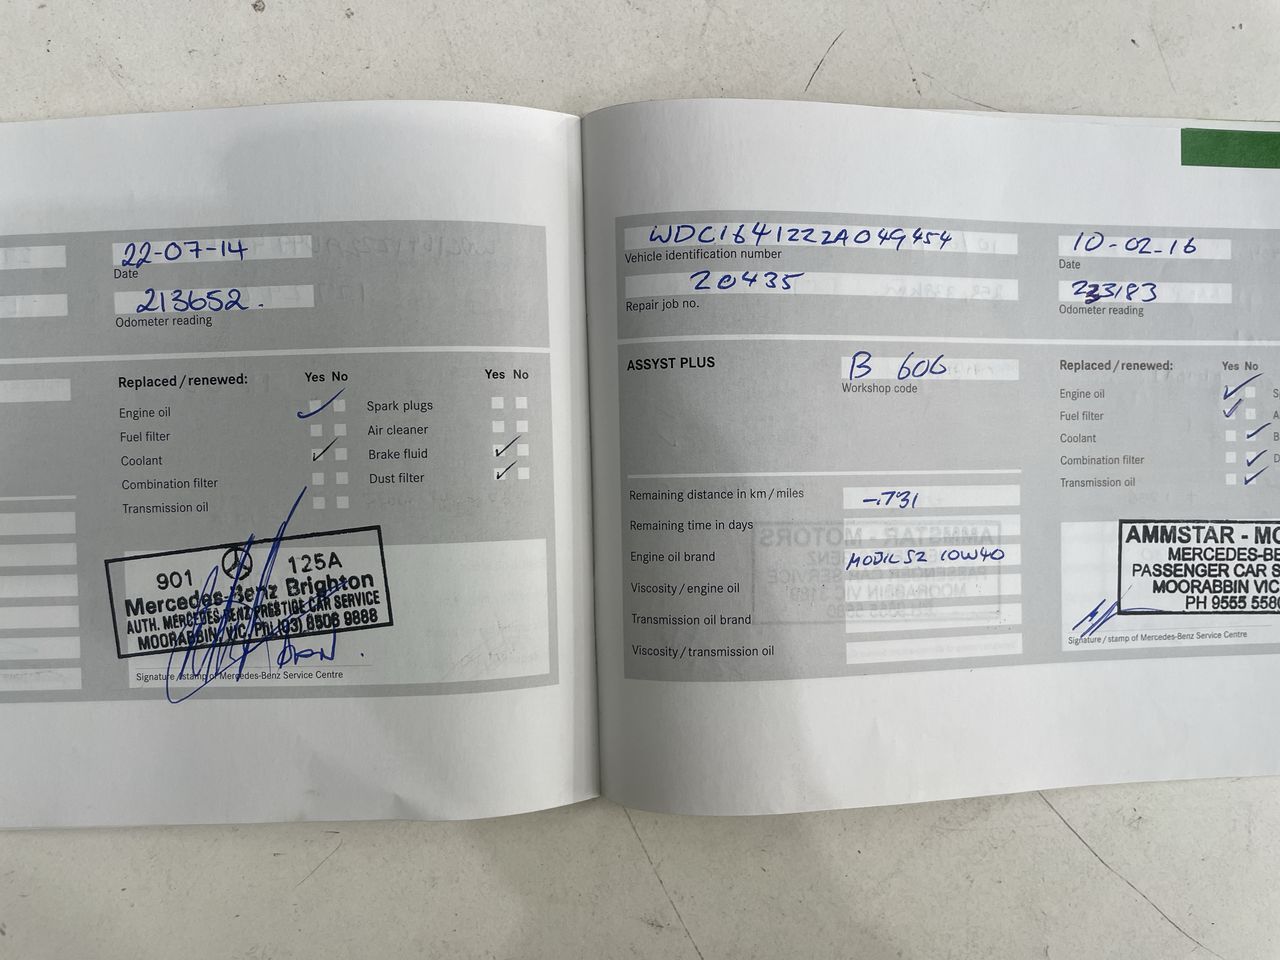 22-07-14
Date
213652.
Odometer reading
Replaced/renewed:
Yes No
Yes No
Engine oil
Spark plugs
Fuel filter
Air cleaner
Coolant
Brake fluid
Combination filter
Dust filter
Transmission oil
901 125A
Mercedes-Benz Brighton
AUTH. MERCEDES-BENZ PRESTIGE CAR SERVICE
MOORABBIN, VIC, PH: (03) 8506 9888
Signature/stamp of Mercedes-Benz Service Centre
WDC1641222A049454
Vehicle identification number
10-02-16
Date
20435
Repair job no.
223183
Odometer reading
ASSYST PLUS
B 606
Workshop code
Replaced/renewed:
Yes No
Engine oil
Fuel filter
Coolant
Combination filter
Transmission oil
Remaining distance in km/miles
-731
Remaining time in days
Engine oil brand
MOBIL S2 10W40
Viscosity/engine oil
Transmission oil brand
Viscosity/transmission oil
AMMSTAR - MO
MERCEDES-BE
PASSENGER CAR S
MOORABBIN VIC
PH 9555 558
Signature/stamp of Mercedes-Benz Service Centre